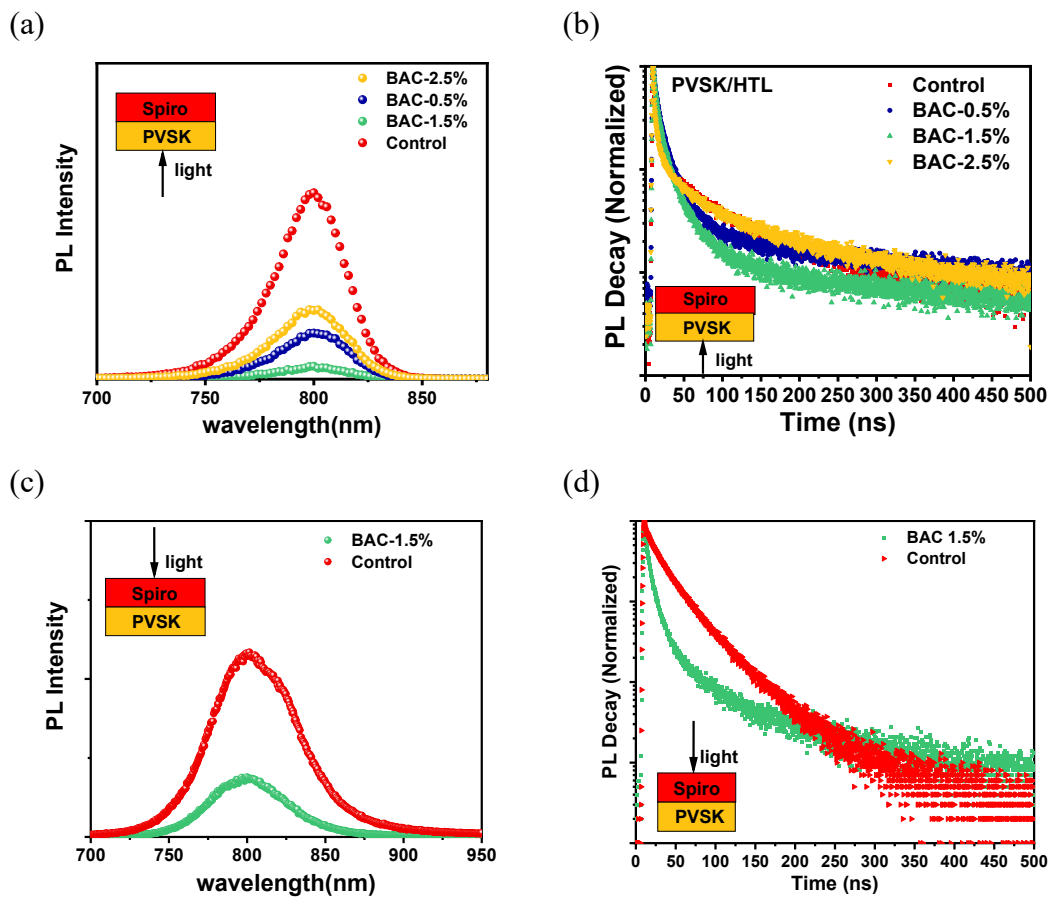 (a)
BAC-2.5%
BAC-0.5%
BAC-1.5%
Control
Spiro
PVSK
light
PL Intensity
700
750
800
850
wavelength(nm)
(b)
PVSK/HTL
Control
BAC-0.5%
BAC-1.5%
BAC-2.5%
Spiro
PVSK
light
PL Decay (Normalized)
0 50 100 150 200 250 300 350 400 450 500
Time (ns)
(c)
light
Spiro
PVSK
BAC-1.5%
Control
PL Intensity
700 750 800 850 900 950
wavelength(nm)
(d)
BAC 1.5%
Control
light
Spiro
PVSK
PL Decay (Normalized)
0 50 100 150 200 250 300 350 400 450 500
Time (ns)